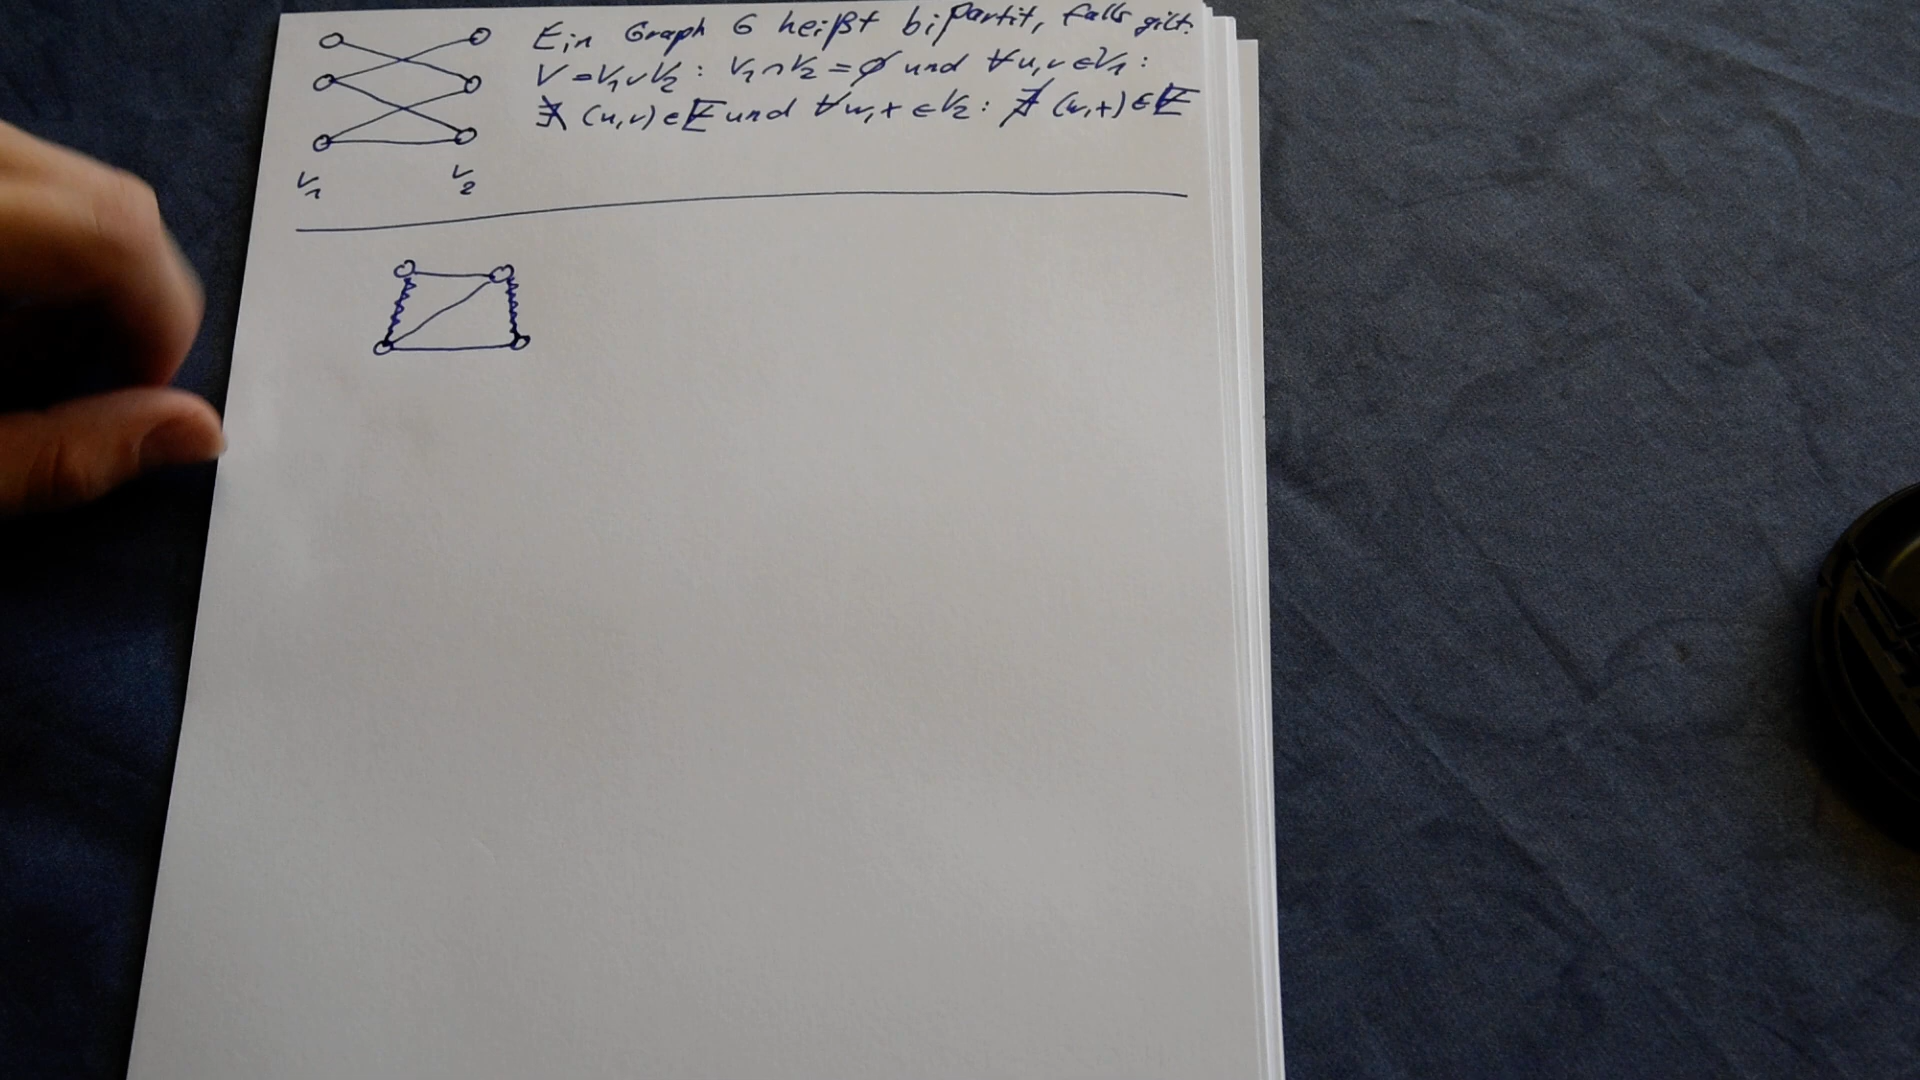 Ein Graph G heißt bipartit, falls gilt:
V = V₁ ∪ V₂ : V₁ ∩ V₂ = ∅ und ∀ u,v ∈ V₁ :
∄ (u,v) ∈ E und ∀ w,t ∈ V₂ : ∄ (w,t) ∈ E
V₁ V₂